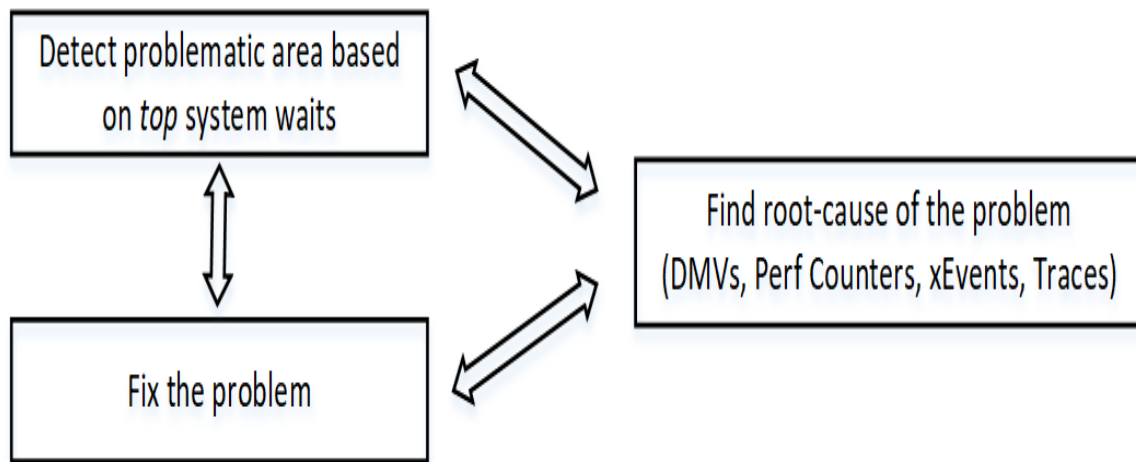 Detect problematic area based
on top system waits
Find root-cause of the problem
(DMVs, Perf Counters, xEvents, Traces)
Fix the problem